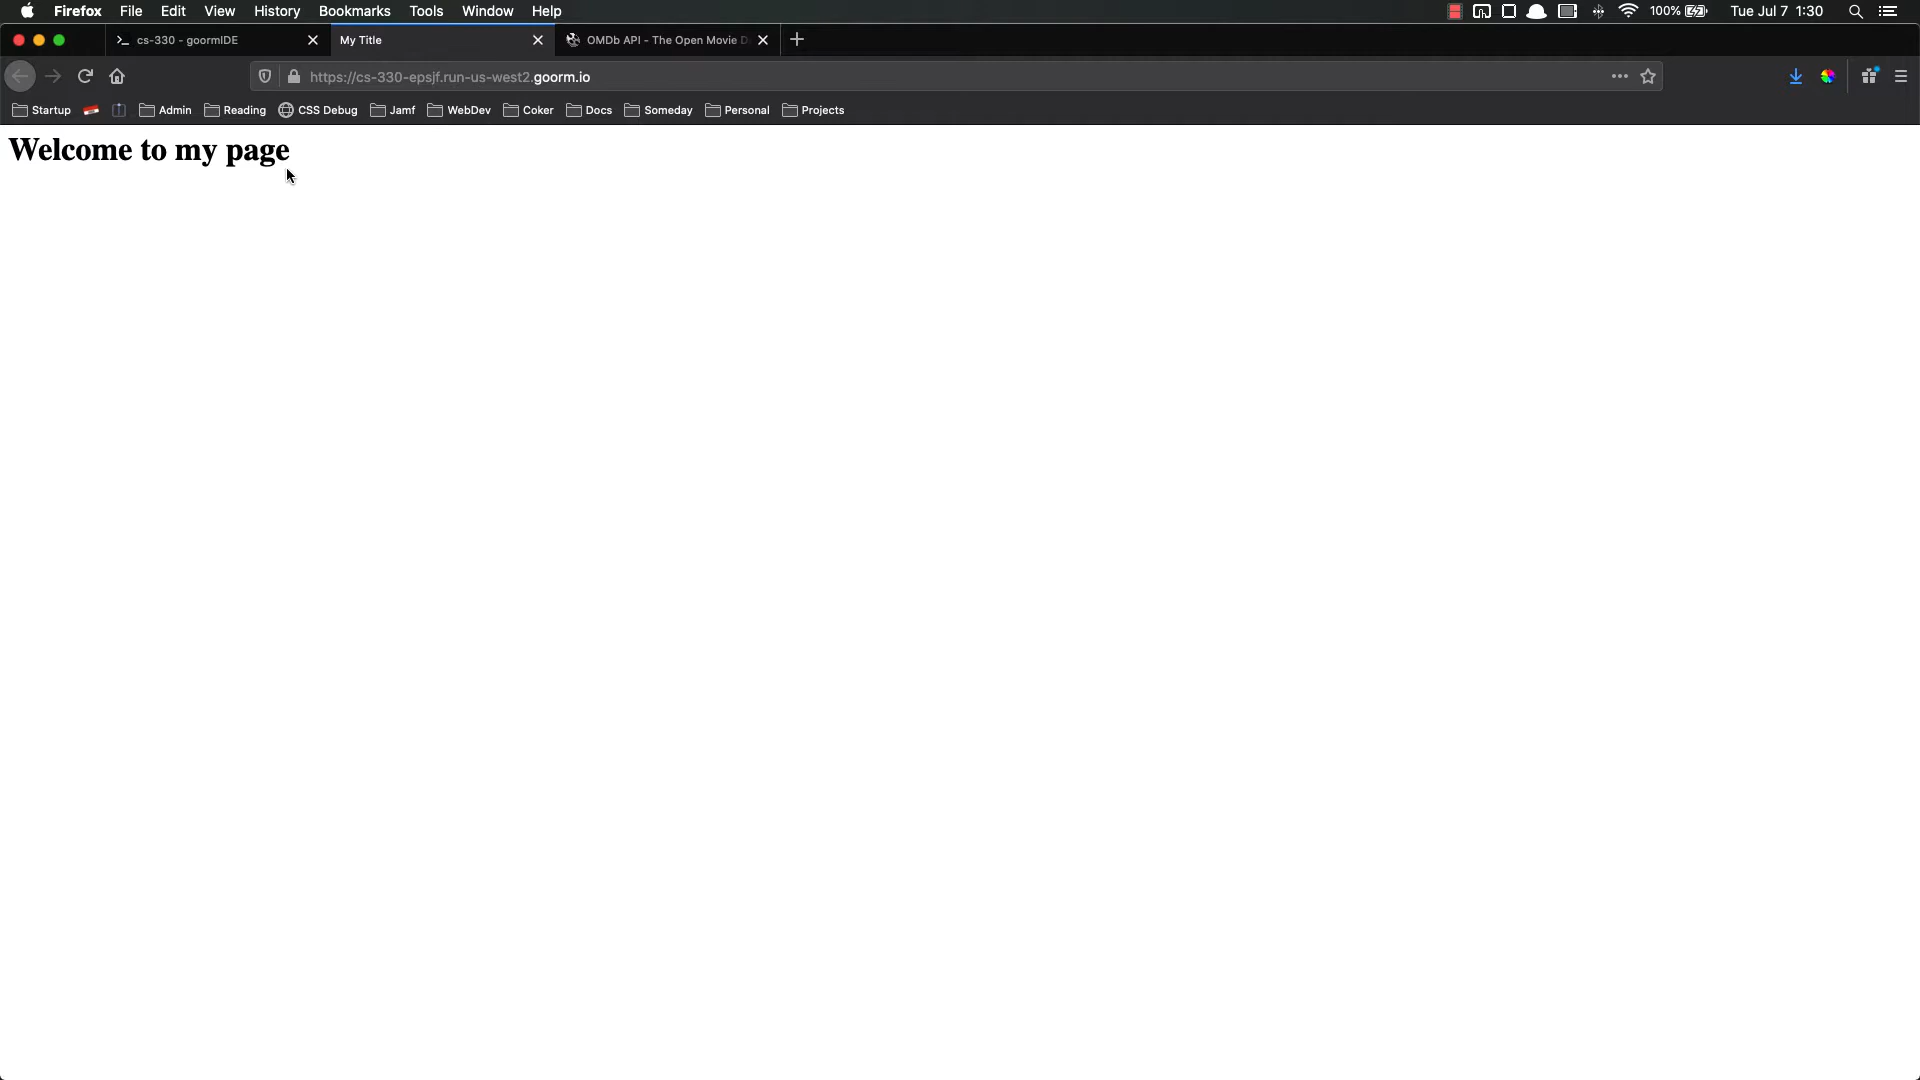 Firefox File Edit View History Bookmarks Tools Window Help 100% Tue Jul 7 1:30
cs-330 - goormIDE My Title OMDb API - The Open Movie D
https://cs-330-epsjf.run-us-west2.goorm.io
Startup Admin Reading CSS Debug Jamf WebDev Coker Docs Someday Personal Projects
Welcome to my page